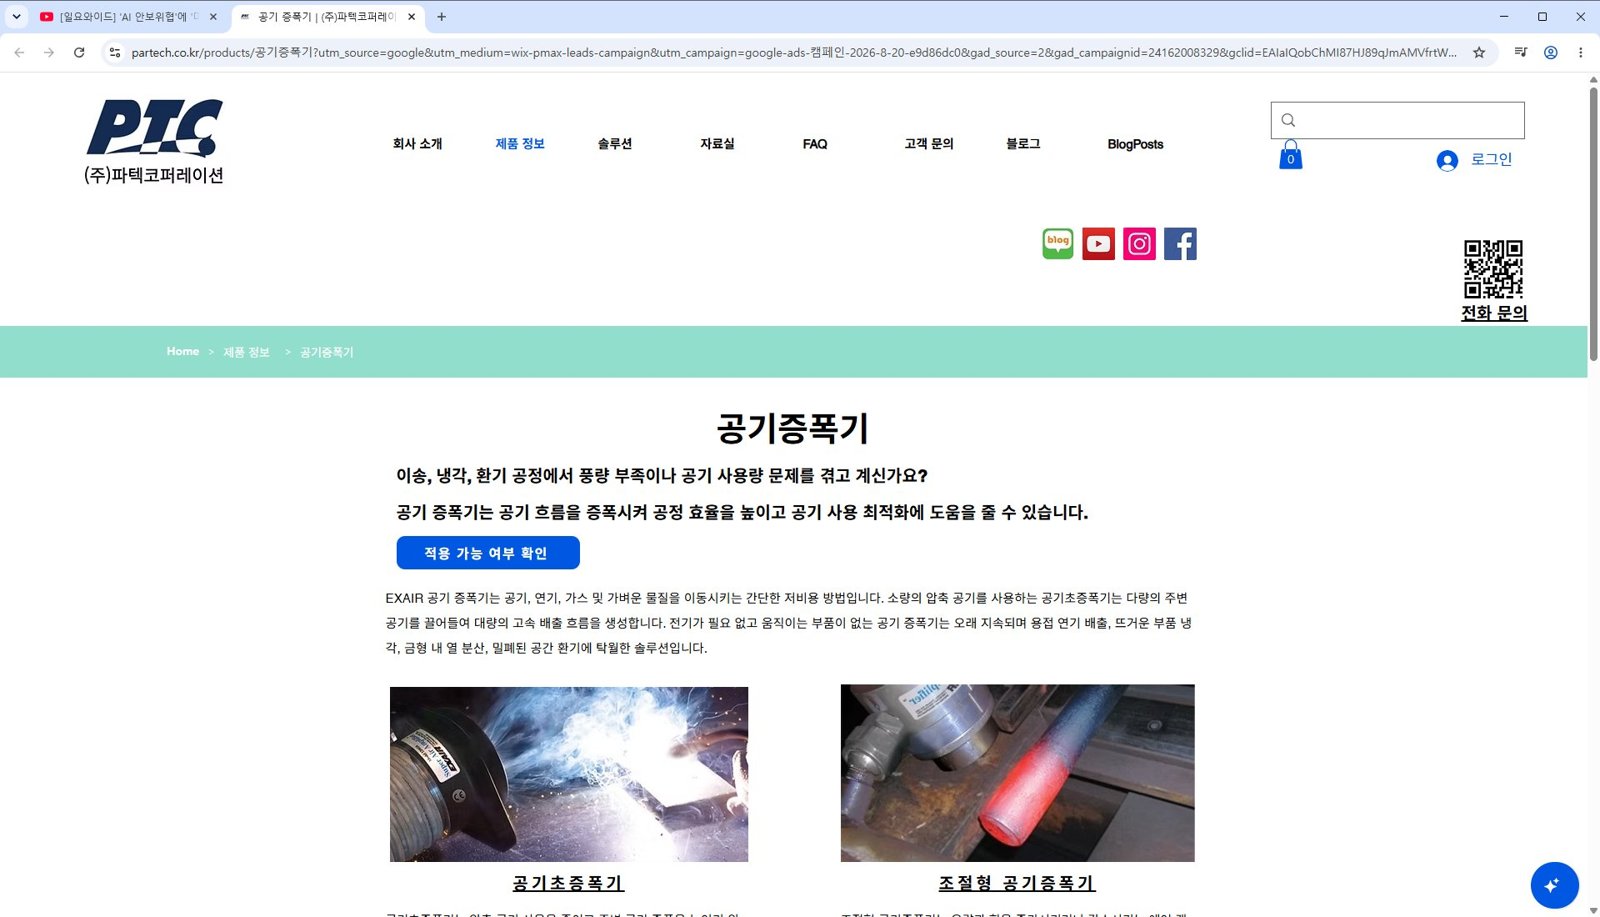 [일요와이드] 'AI 안보위협'에
공기 증폭기 | (주)파텍코퍼레이
partech.co.kr/products/공기증폭기?utm_source=google&utm_medium=wix-pmax-leads-campaign&utm_campaign=google-ads-캠페인-2026-8-20-e9d86dc0&gad_source=2&gad_campaignid=24162008329&gclid=EAIaIQobChMI87HJ89qJmAMVfrtW...
PTC
(주)파텍코퍼레이션
회사 소개 제품 정보 솔루션 자료실 FAQ 고객 문의 블로그 BlogPosts
0
로그인
blog
전화 문의
Home > 제품 정보 > 공기증폭기
공기증폭기
이송, 냉각, 환기 공정에서 풍량 부족이나 공기 사용량 문제를 겪고 계신가요?
공기 증폭기는 공기 흐름을 증폭시켜 공정 효율을 높이고 공기 사용 최적화에 도움을 줄 수 있습니다.
적용 가능 여부 확인
EXAIR 공기 증폭기는 공기, 연기, 가스 및 가벼운 물질을 이동시키는 간단한 저비용 방법입니다. 소량의 압축 공기를 사용하는 공기초증폭기는 다량의 주변
공기를 끌어들여 대량의 고속 배출 흐름을 생성합니다. 전기가 필요 없고 움직이는 부품이 없는 공기 증폭기는 오래 지속되며 용접 연기 배출, 뜨거운 부품 냉
각, 금형 내 열 분산, 밀폐된 공간 환기에 탁월한 솔루션입니다.
Super Air Amplifier
공기초증폭기
조절형 공기증폭기